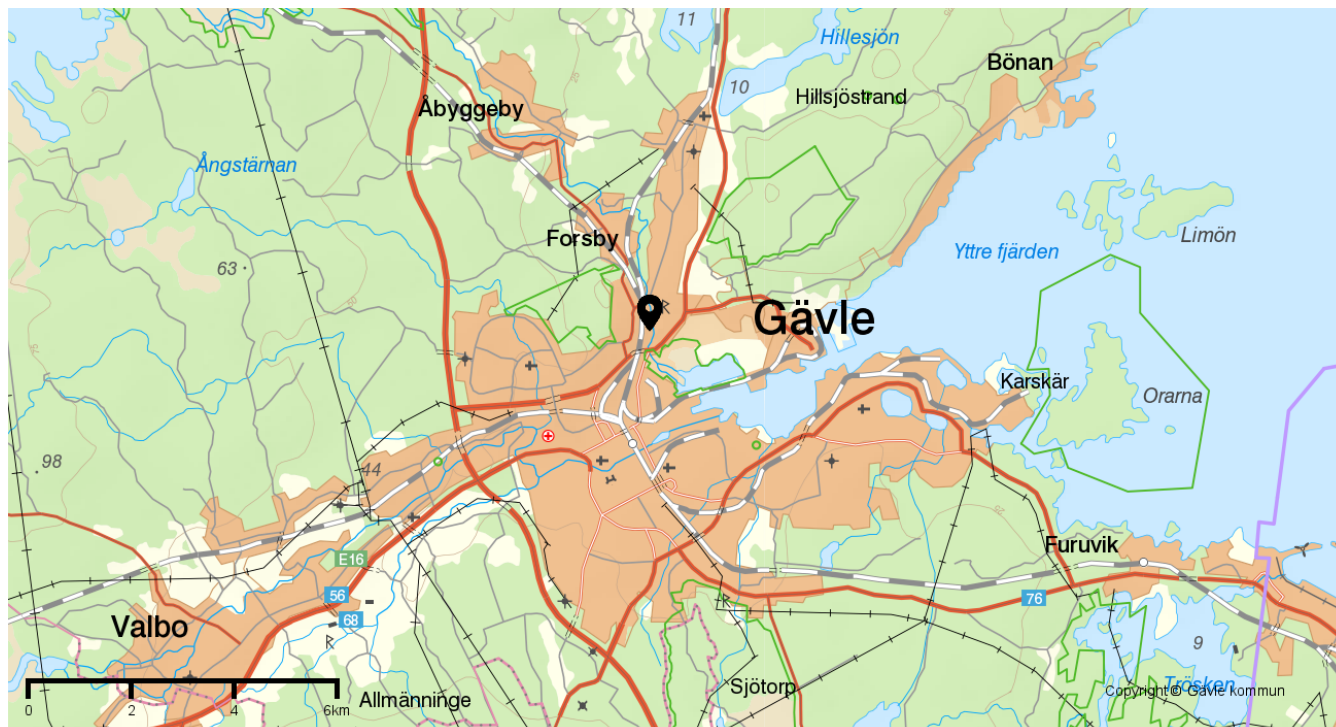 11
Hillesjön
Bönan
10
Hillsjöstrand
Åbyggeby
Ångstärnan
Limön
Forsby
Yttre fjärden
63
Gävle
Karskär
Orarna
98
44
E16
Furuvik
56
76
68
Valbo
9
Sjötorp
Trösken
Copyright © Gävle kommun
Allmänninge
0 2 4 6km